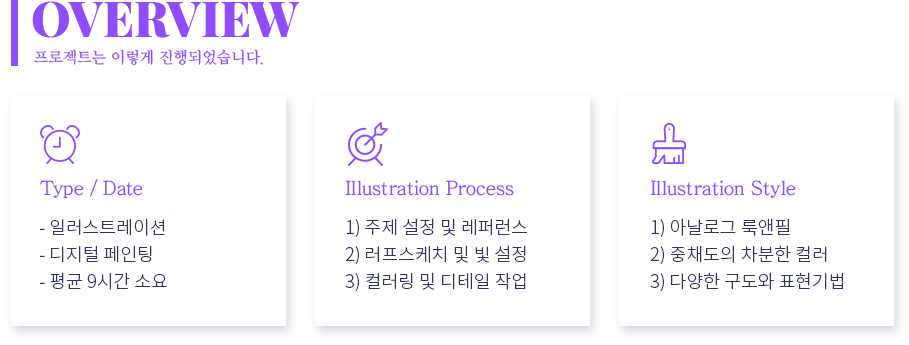 OVERVIEW
프로젝트는 이렇게 진행되었습니다.
Type / Date
- 일러스트레이션
- 디지털 페인팅
- 평균 9시간 소요
Illustration Process
1) 주제 설정 및 레퍼런스
2) 러프스케치 및 빛 설정
3) 컬러링 및 디테일 작업
Illustration Style
1) 아날로그 룩앤필
2) 중채도의 차분한 컬러
3) 다양한 구도와 표현기법